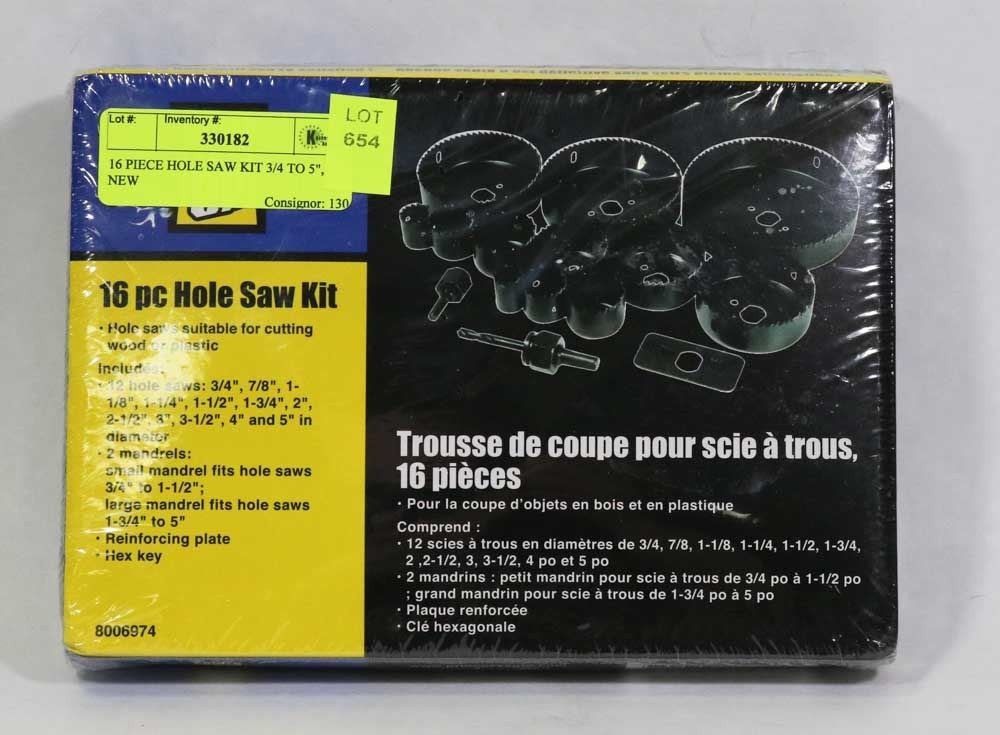 Lot #:
Inventory #:
330182
16 PIECE HOLE SAW KIT 3/4 TO 5",
NEW
Consignor: 130
LOT
654
16 pc Hole Saw Kit
· Hole saws suitable for cutting
wood or plastic
Includes:
· 12 hole saws: 3/4", 7/8", 1-
1/8", 1-1/4", 1-1/2", 1-3/4", 2",
2-1/2", 3", 3-1/2", 4" and 5" in
diameter
· 2 mandrels:
small mandrel fits hole saws
3/4" to 1-1/2";
large mandrel fits hole saws
1-3/4" to 5"
· Reinforcing plate
· Hex key
8006974
Trousse de coupe pour scie à trous,
16 pièces
· Pour la coupe d'objets en bois et en plastique
Comprend :
· 12 scies à trous en diamètres de 3/4, 7/8, 1-1/8, 1-1/4, 1-1/2, 1-3/4,
2 ,2-1/2, 3, 3-1/2, 4 po et 5 po
· 2 mandrins : petit mandrin pour scie à trous de 3/4 po à 1-1/2 po
; grand mandrin pour scie à trous de 1-3/4 po à 5 po
· Plaque renforcée
· Clé hexagonale